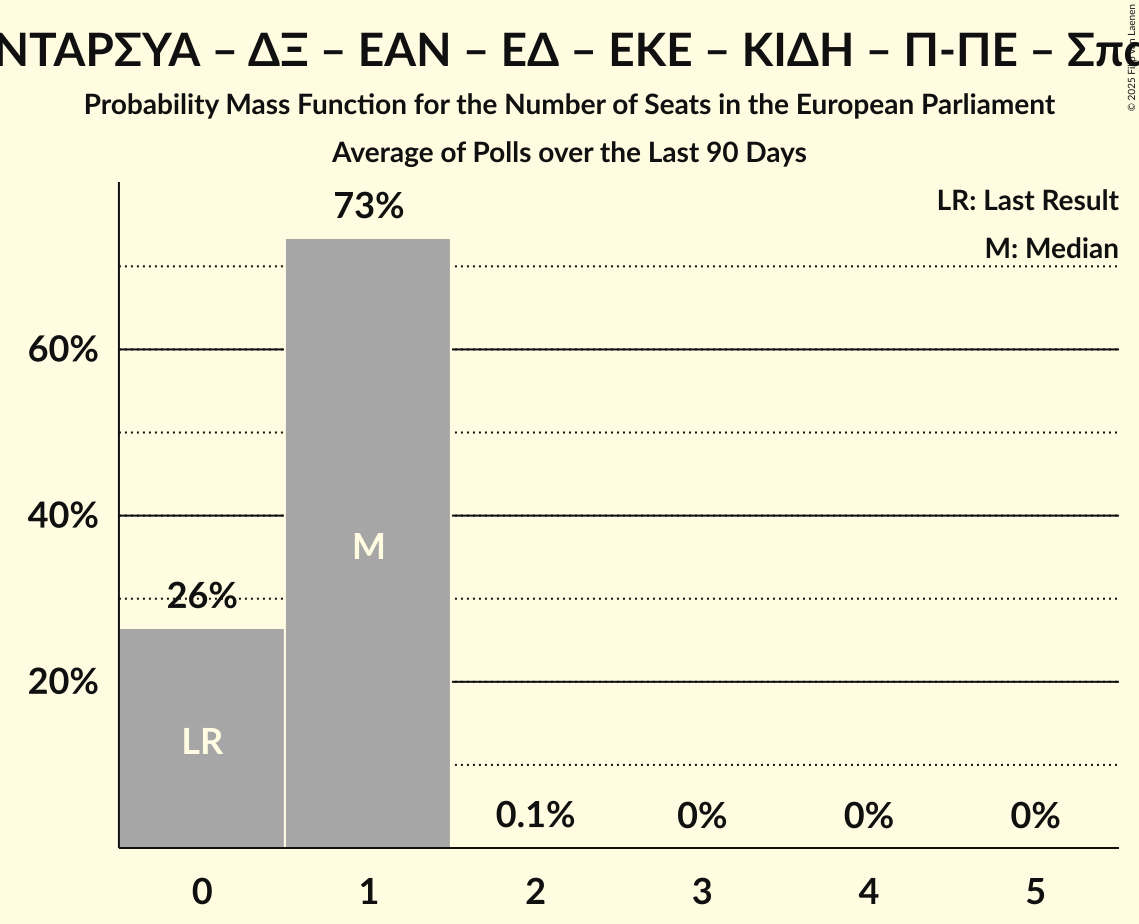 ΝΤΑΡΣΥΑ – ΔΞ – ΕΑΝ – ΕΔ – ΕΚΕ – ΚΙΔΗ – Π-ΠΕ – Σπα
Probability Mass Function for the Number of Seats in the European Parliament
Average of Polls over the Last 90 Days
© 2025 Filip van Laenen
LR: Last Result
M: Median
73%
60%
40%
M
26%
20%
LR
0.1%
0%
0%
0%
0
1
2
3
4
5